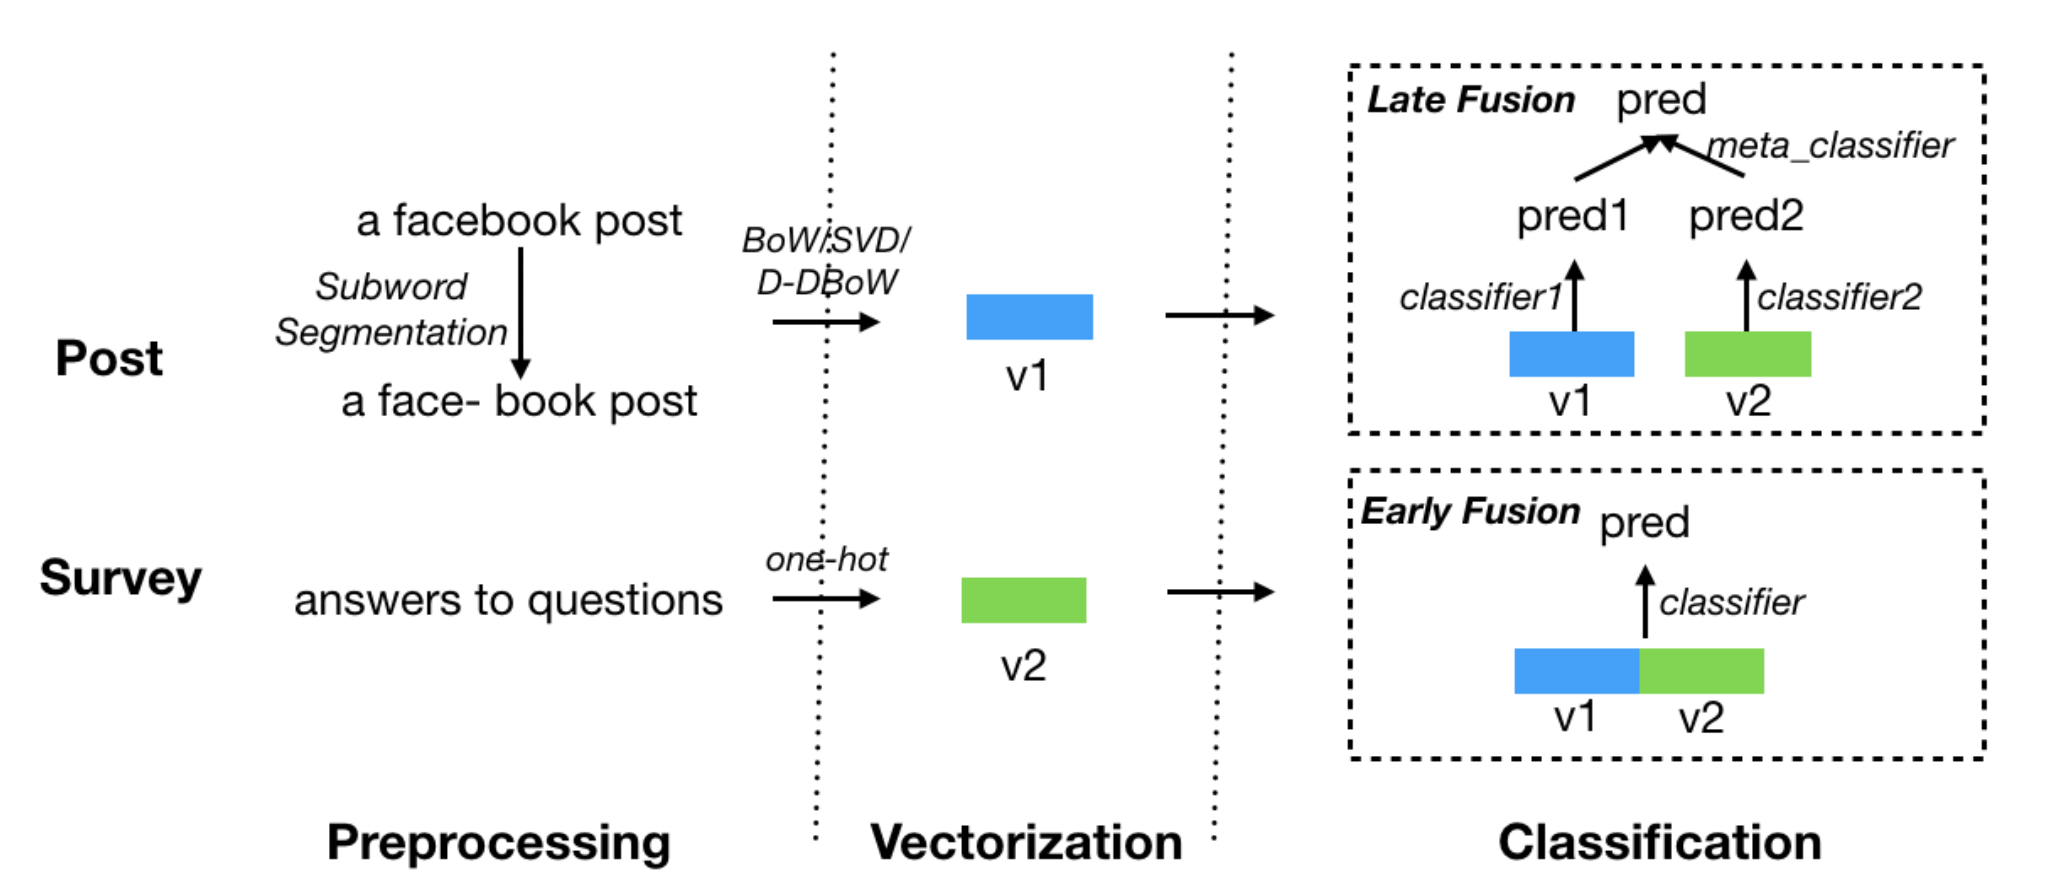 Post
a facebook post
Subword
Segmentation
a face- book post
BoW/SVD/
D-DBoW
v1
Survey
answers to questions
one-hot
v2
Late Fusion pred
meta_classifier
pred1 pred2
classifier1 classifier2
v1 v2
Early Fusion pred
classifier
v1 v2
Preprocessing Vectorization Classification